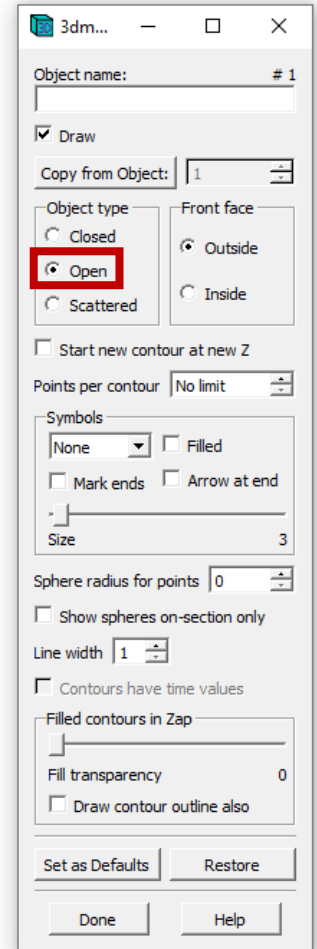 3dm...
Object name: # 1
Draw
Copy from Object: 1
Object type
Closed
Open
Scattered
Front face
Outside
Inside
Start new contour at new Z
Points per contour No limit
Symbols
None Filled
Mark ends Arrow at end
Size 3
Sphere radius for points 0
Show spheres on-section only
Line width 1
Contours have time values
Filled contours in Zap
Fill transparency 0
Draw contour outline also
Set as Defaults Restore
Done Help